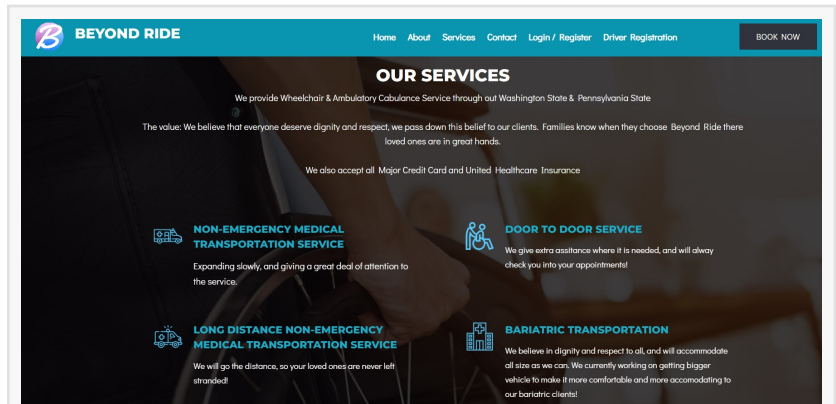 BEYOND RIDE
Home About Services Contact Login / Register Driver Registration
BOOK NOW
OUR SERVICES
We provide Wheelchair & Ambulatory Cabulance Service through out Washington State & Pennsylvania State
The value: We believe that everyone deserve dignity and respect, we pass down this belief to our clients. Families know when they choose Beyond Ride there
loved ones are in great hands.
We also accept all Major Credit Card and United Healthcare Insurance
NON-EMERGENCY MEDICAL
TRANSPORTATION SERVICE
Expanding slowly, and giving a great deal of attention to
the service.
DOOR TO DOOR SERVICE
We give extra assitance where it is needed, and will alway
check you into your appointments!
LONG DISTANCE NON-EMERGENCY
MEDICAL TRANSPORTATION SERVICE
We will go the distance, so your loved ones are never left
stranded!
BARIATRIC TRANSPORTATION
We believe in dignity and respect to all, and will accommodate
all size as we can. We currently working on getting bigger
vehicle to make it more comfortable and more accomodating to
our bariatric clients!